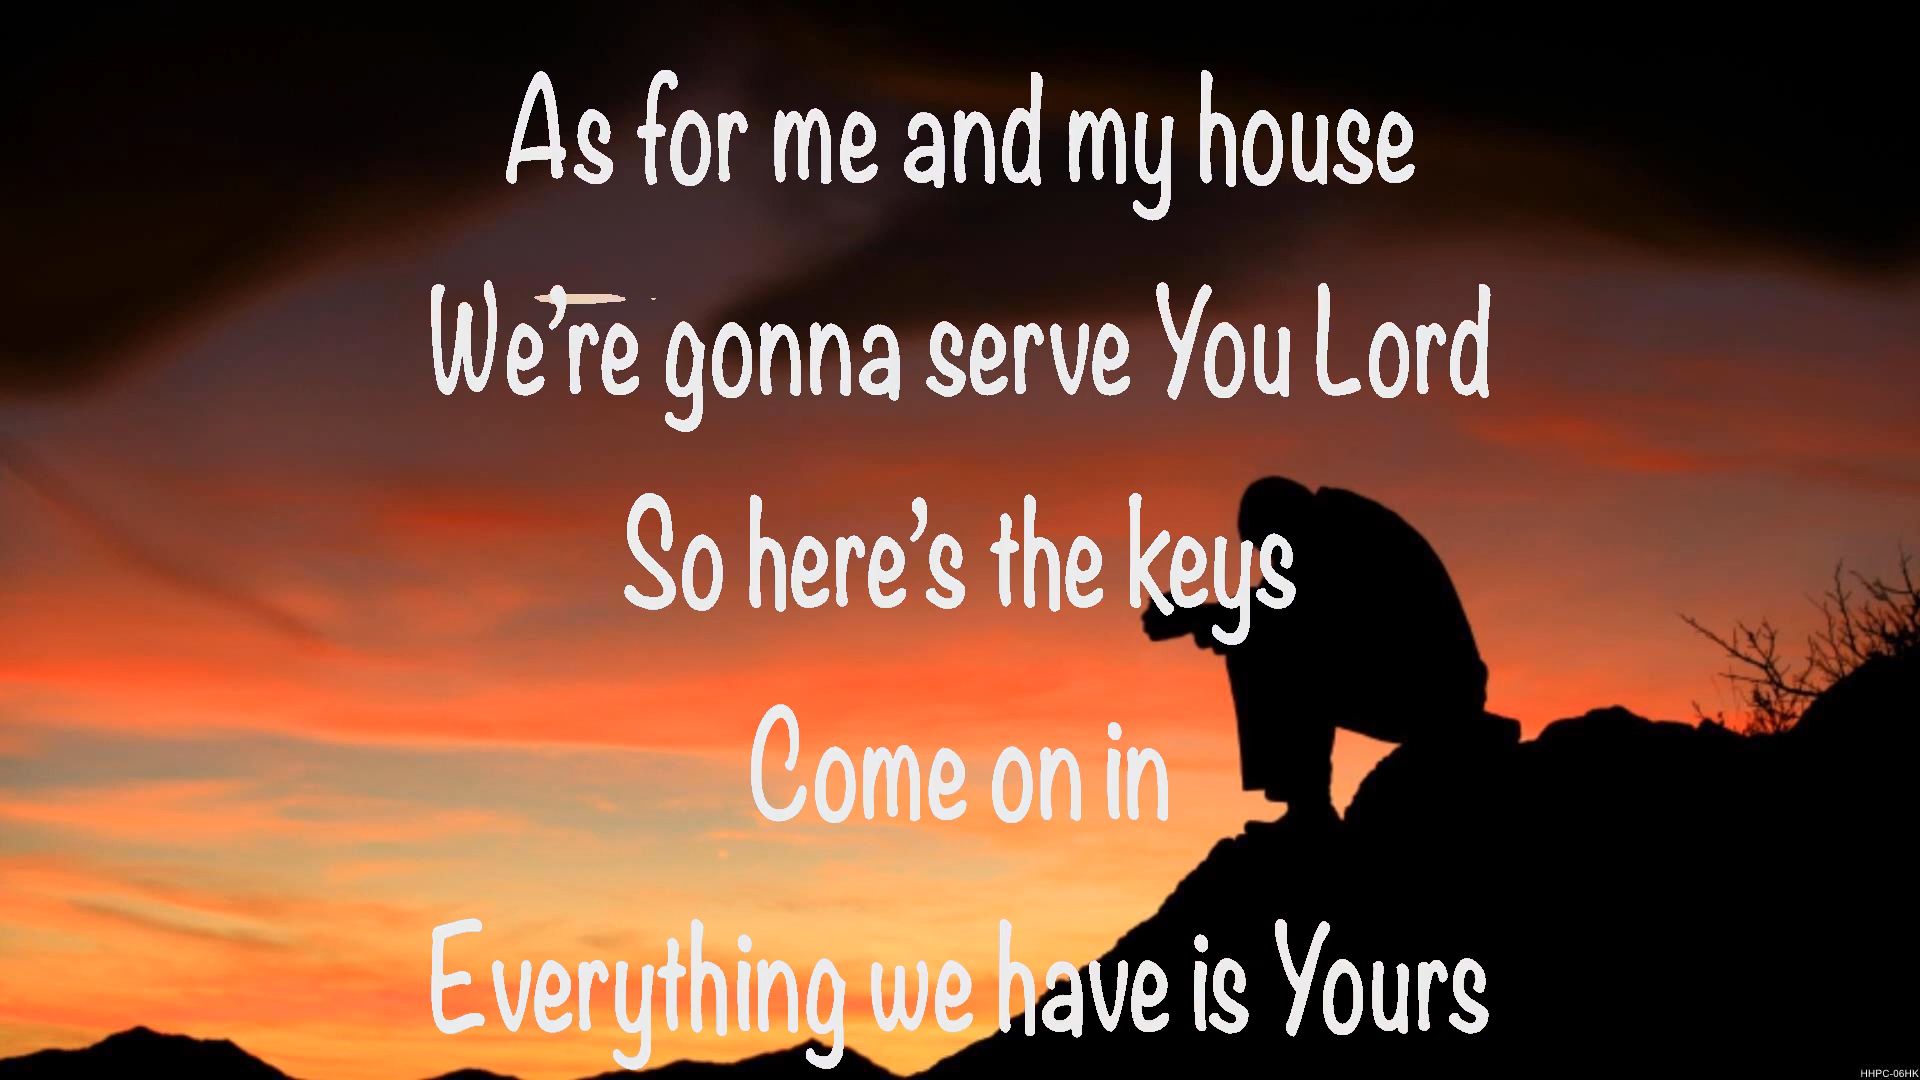 As for me and my house
We’re gonna serve You Lord
So here’s the keys
Come on in
Everything we have is Yours
HHPC-06HK